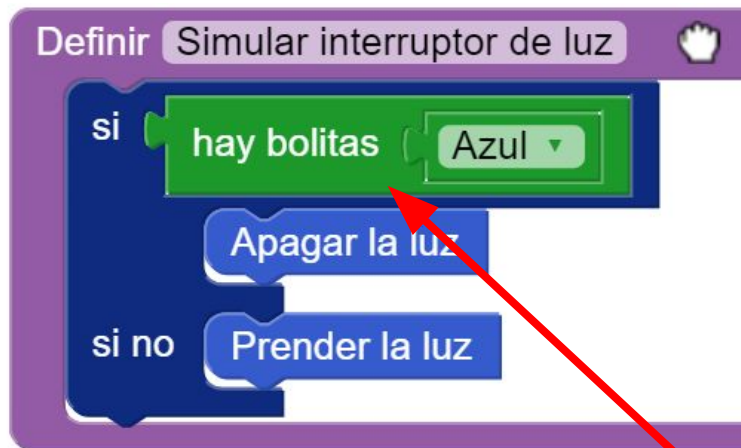 Definir Simular interruptor de luz
si hay bolitas Azul
Apagar la luz
si no Prender la luz